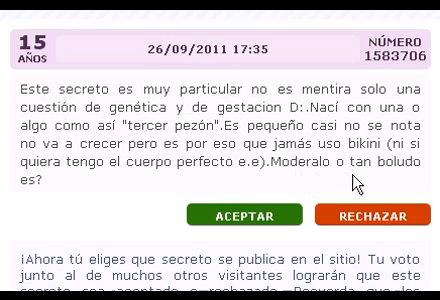 15
AÑOS
26/09/2011 17:35
NÚMERO
1583706
Este secreto es muy particular no es mentira solo una
cuestión de genética y de gestacion D:.Nací con una o
algo como así "tercer pezón".Es pequeño casi no se nota
no va a crecer pero es por eso que jamás uso bikini (ni si
quiera tengo el cuerpo perfecto e.e).Moderalo o tan boludo
es?
ACEPTAR
RECHAZAR
¡Ahora tú eliges que secreto se publica en el sitio! Tu voto
junto al de muchos otros visitantes lograrán que este